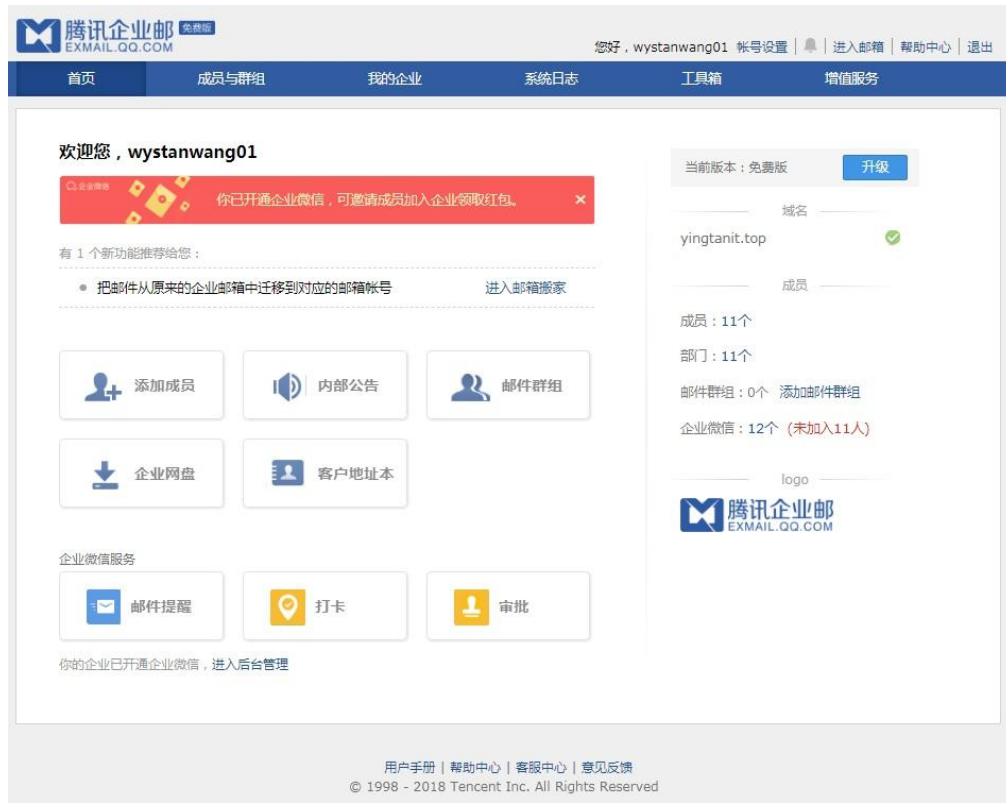 腾讯企业邮 免费版
EXMAIL.QQ.COM
您好，wystanwang01 帐号设置 | | 进入邮箱 | 帮助中心 | 退出
首页 成员与群组 我的企业 系统日志 工具箱 增值服务
欢迎您，wystanwang01
企业微信
你已开通企业微信，可邀请成员加入企业领取红包。 ×
有 1 个新功能推荐给您：
把邮件从原来的企业邮箱中迁移到对应的邮箱帐号 进入邮箱搬家
添加成员 内部公告 邮件群组
企业网盘 客户地址本
企业微信服务
邮件提醒 打卡 审批
你的企业已开通企业微信，进入后台管理
当前版本：免费版 升级
域名
yingtanit.top
成员
成员：11个
部门：11个
邮件群组：0个 添加邮件群组
企业微信：12个 (未加入11人)
logo
腾讯企业邮
EXMAIL.QQ.COM
用户手册 | 帮助中心 | 客服中心 | 意见反馈
© 1998 - 2018 Tencent Inc. All Rights Reserved